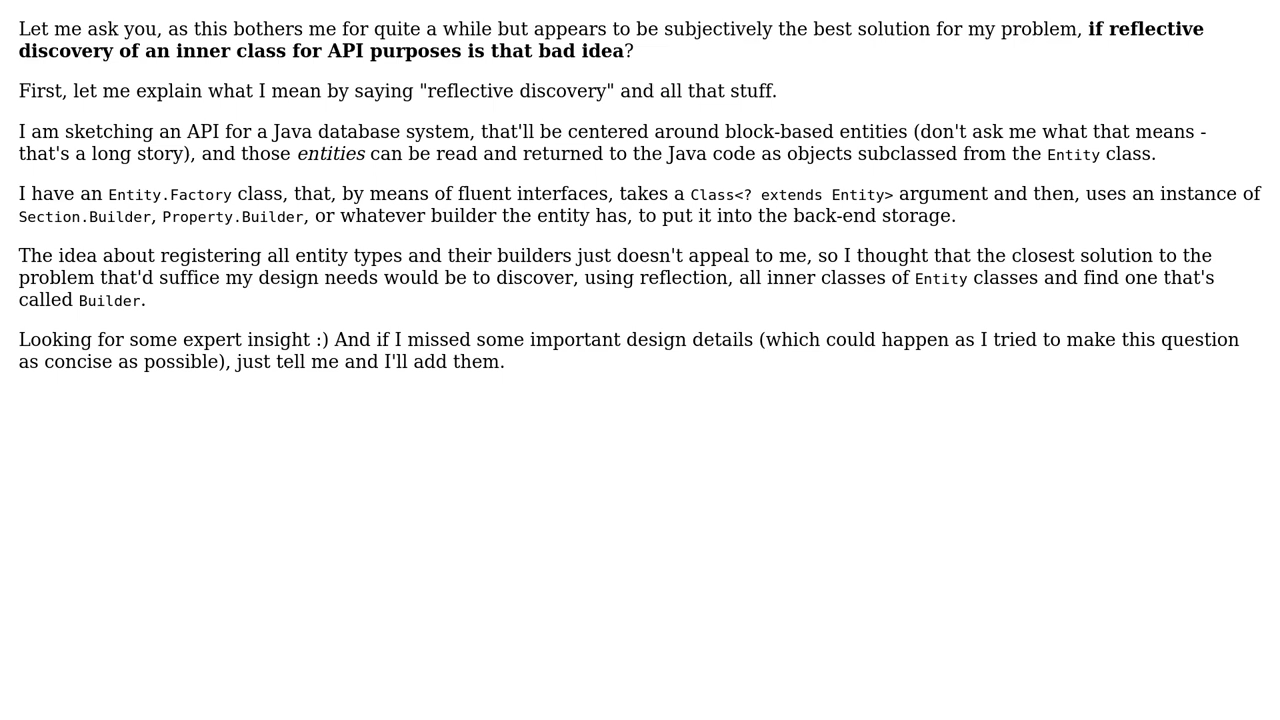 Let me ask you, as this bothers me for quite a while but appears to be subjectively the best solution for my problem, if reflective
discovery of an inner class for API purposes is that bad idea?
First, let me explain what I mean by saying "reflective discovery" and all that stuff.
I am sketching an API for a Java database system, that'll be centered around block-based entities (don't ask me what that means -
that's a long story), and those entities can be read and returned to the Java code as objects subclassed from the Entity class.
I have an Entity.Factory class, that, by means of fluent interfaces, takes a Class<? extends Entity> argument and then, uses an instance of
Section.Builder, Property.Builder, or whatever builder the entity has, to put it into the back-end storage.
The idea about registering all entity types and their builders just doesn't appeal to me, so I thought that the closest solution to the
problem that'd suffice my design needs would be to discover, using reflection, all inner classes of Entity classes and find one that's
called Builder.
Looking for some expert insight :) And if I missed some important design details (which could happen as I tried to make this question
as concise as possible), just tell me and I'll add them.